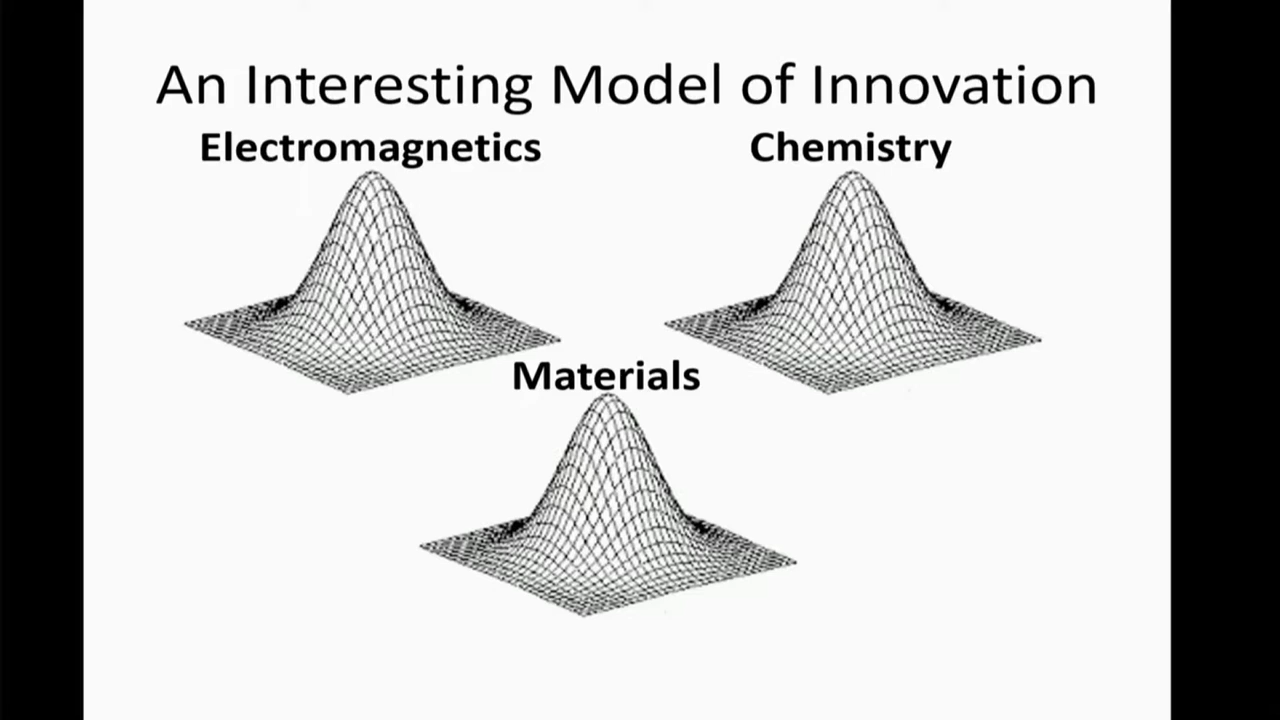 An Interesting Model of Innovation
Electromagnetics
Chemistry
Materials